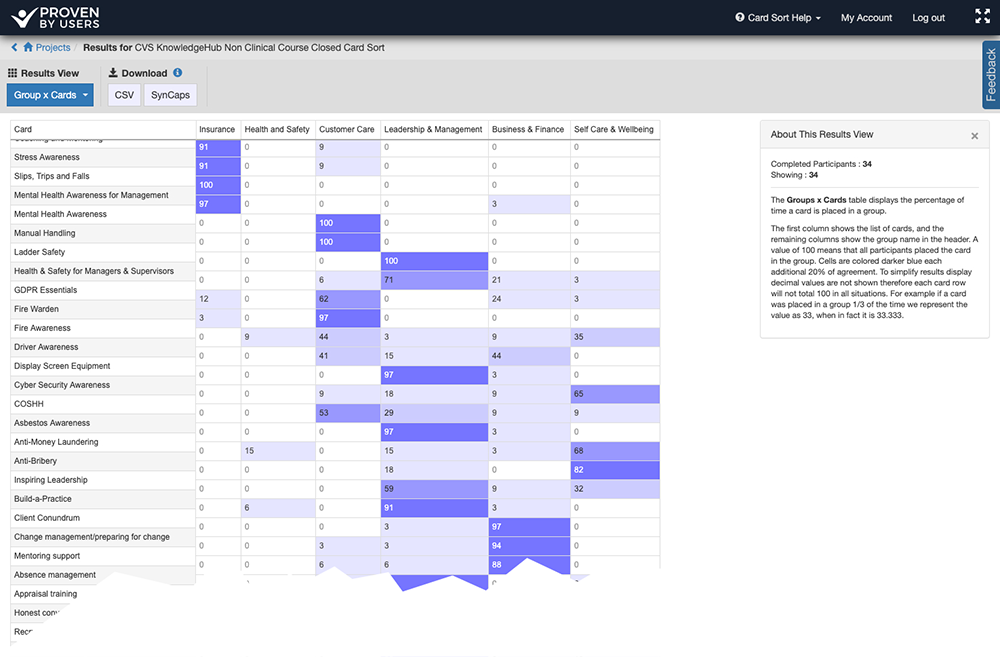 PROVEN
BY USERS
Card Sort Help
My Account
Log out
Projects / Results for CVS KnowledgeHub Non Clinical Course Closed Card Sort
Feedback
Results View
Download
Group x Cards
CSV
SynCaps
Card Insurance Health and Safety Customer Care Leadership & Management Business & Finance Self Care & Wellbeing
91 0 9 0 0 0
Stress Awareness
91 0 9 0 0 0
Slips, Trips and Falls
100 0 0 0 0 0
Mental Health Awareness for Management
97 0 0 0 3 0
Mental Health Awareness
0 0 100 0 0 0
Manual Handling
0 0 100 0 0 0
Ladder Safety
0 0 0 100 0 0
Health & Safety for Managers & Supervisors
0 0 6 71 21 3
GDPR Essentials
12 0 62 0 24 3
Fire Warden
3 0 97 0 0 0
Fire Awareness
0 9 44 3 9 35
Driver Awareness
0 0 41 15 44 0
Display Screen Equipment
0 0 0 97 3 0
Cyber Security Awareness
0 0 9 18 9 65
COSHH
0 0 53 29 9 9
Asbestos Awareness
0 0 0 97 3 0
Anti-Money Laundering
0 15 0 15 3 68
Anti-Bribery
0 0 0 18 0 82
Inspiring Leadership
0 0 0 59 9 32
Build-a-Practice
0 6 0 91 3 0
Client Conundrum
0 0 0 3 97 0
Change management/preparing for change
0 0 3 3 94 0
Mentoring support
0 0 6 6 88 0
Absence management
Appraisal training
Honest
About This Results View
Completed Participants : 34
Showing : 34
The Groups x Cards table displays the percentage of
time a card is placed in a group.
The first column shows the list of cards, and the
remaining columns show the group name in the header. A
value of 100 means that all participants placed the card
in the group. Cells are colored darker blue each
additional 20% of agreement. To simplify results display
decimal values are not shown therefore each card row
will not total 100 in all situations. For example if a card
was placed in a group 1/3 of the time we represent the
value as 33, when in fact it is 33.333.